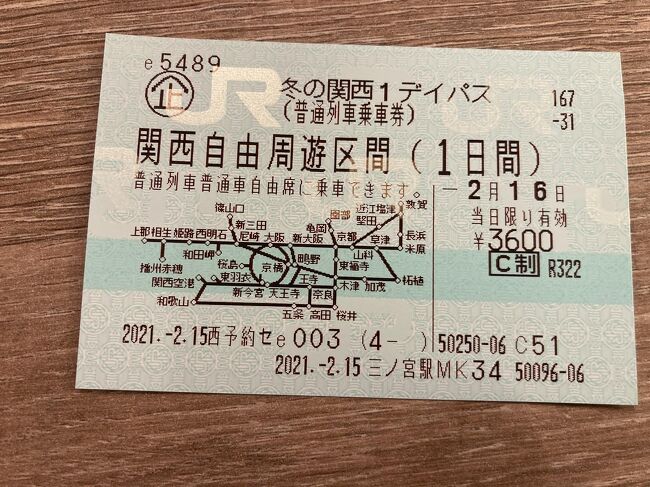 e5489
冬の関西1デイパス
(普通列車乗車券)
167
-31
関西自由周遊区間(1日間)
普通列車普通車自由席に乗車できます。
-2月16日
当日限り有効
¥3600
C制 R322
篠山口 園部 近江塩津 敦賀
新三田 亀岡 堅田
上郡 相生 姫路 西明石 尼崎 大阪 新大阪 京都 草津 長浜
米原
和田岬 鴫野 山科
播州赤穂 桜島 京橋 東福寺
関西空港 東羽衣 王寺 柘植
新今宮 天王寺 奈良 木津 加茂
和歌山
五条 高田 桜井
2021.-2.15西予約セe003 (4- ) 50250-06 C51
2021.-2.15 三ノ宮駅MK34 50096-06
JR